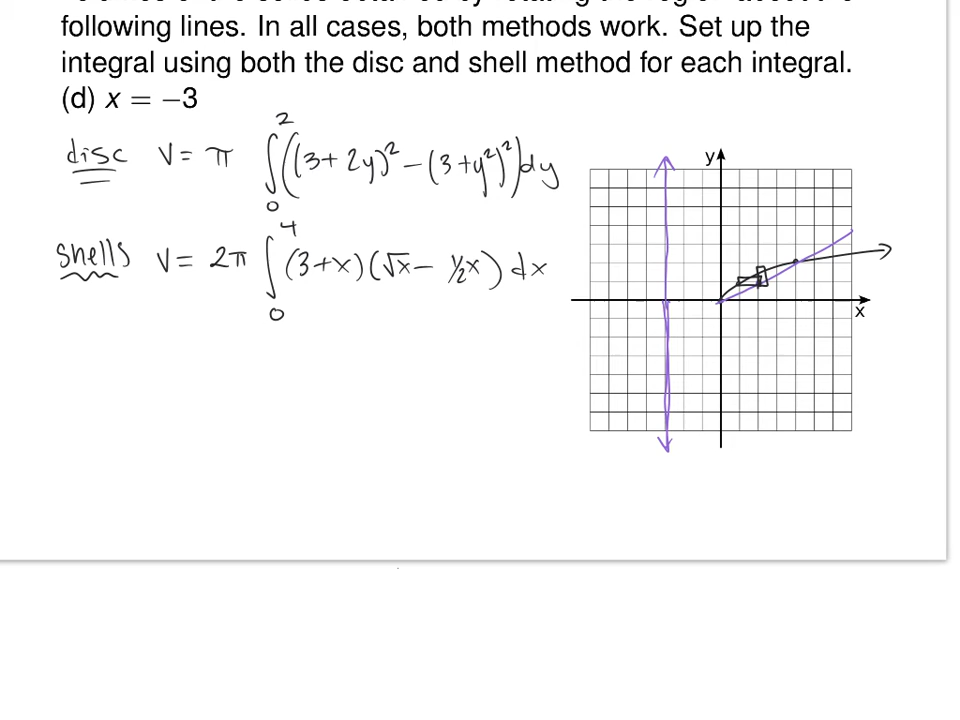 following lines. In all cases, both methods work. Set up the
integral using both the disc and shell method for each integral.
(d) x = −3
disc V = π ∫₀² ((3+2y)² − (3+y²)²) dy
shells V = 2π ∫₀⁴ (3+x)(√x − ½x) dx
y
x